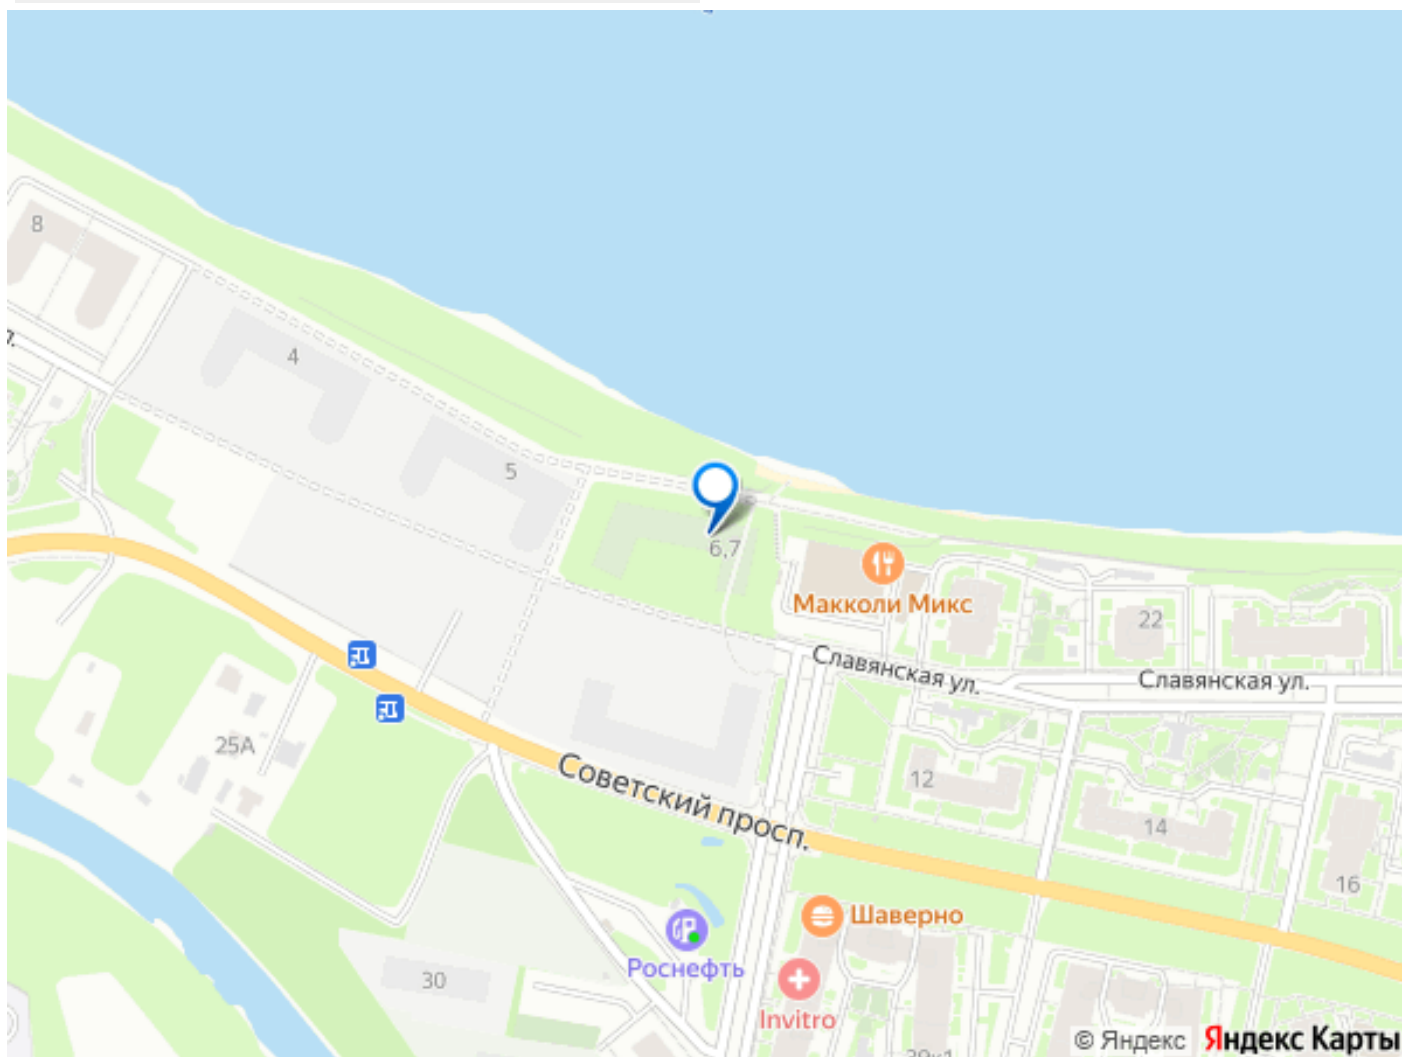 8
4
5
6,7
Макколи Микс
22
Славянская ул.
Славянская ул.
25А
12
Советский просп.
14
16
Шаверно
Роснефть
30
Invitro
© Яндекс
Яндекс Карты